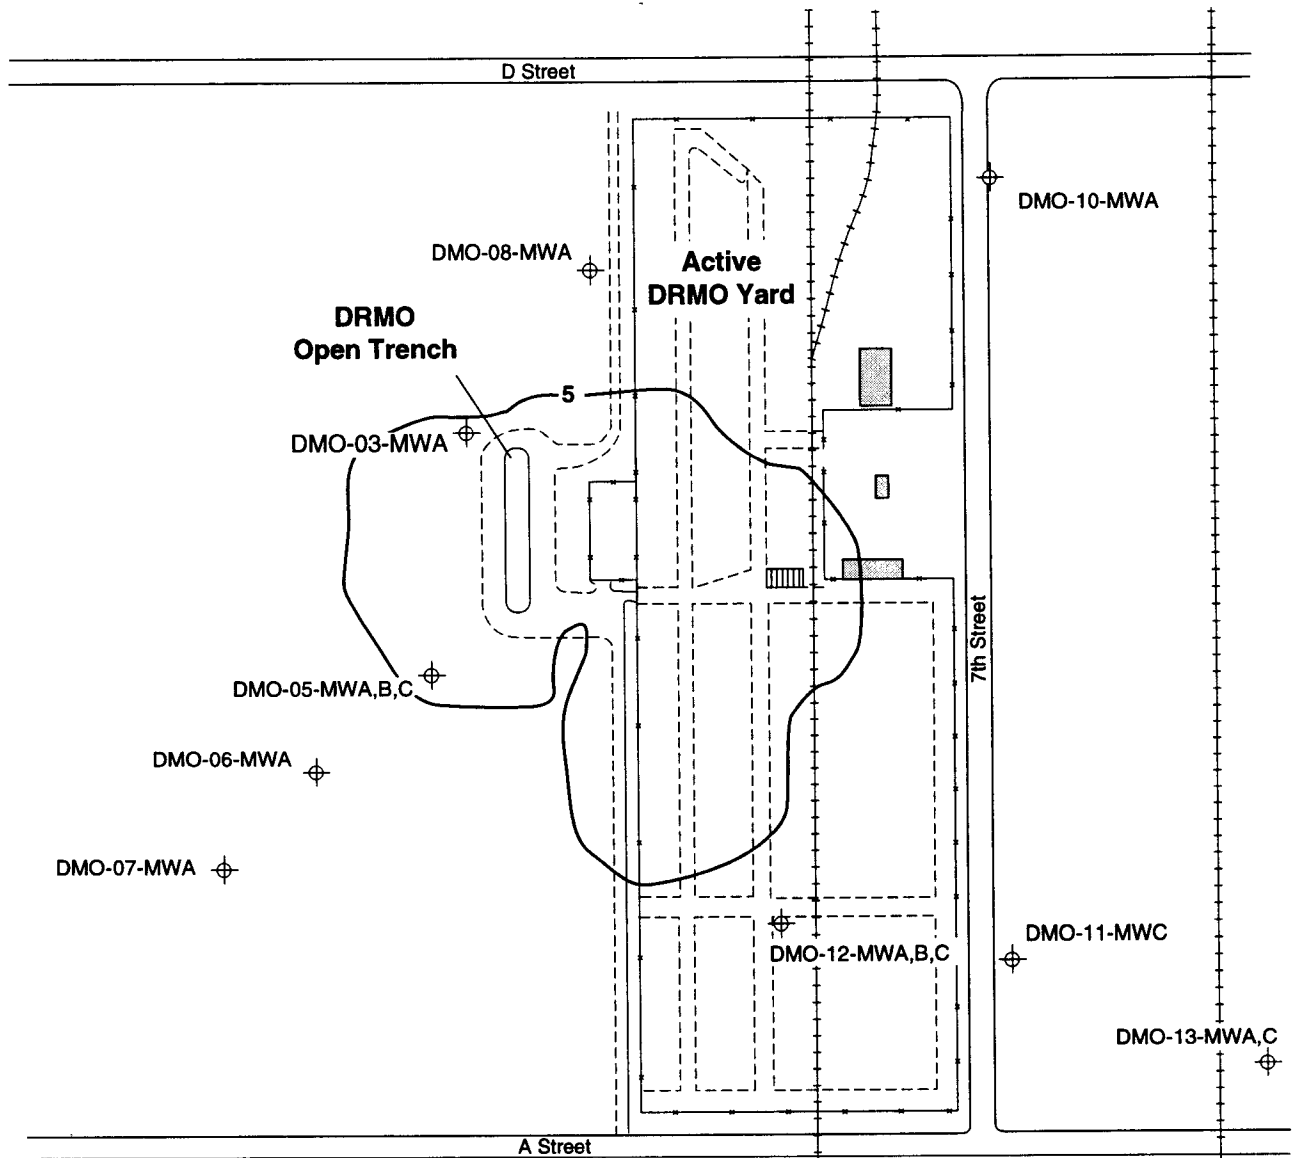 D Street
DMO-10-MWA
DMO-08-MWA
Active
DRMO Yard
DRMO
Open Trench
5
DMO-03-MWA
7th Street
DMO-05-MWA,B,C
DMO-06-MWA
DMO-07-MWA
DMO-11-MWC
DMO-12-MWA,B,C
DMO-13-MWA,C
A Street